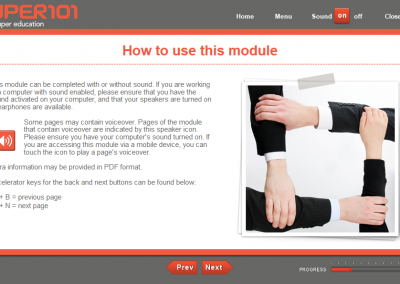 UPER101
per education
Home Menu Sound on off Close
How to use this module
s module can be completed with or without sound. If you are working
a computer with sound enabled, please ensure that you have the
nd activated on your computer, and that your speakers are turned on
earphones are available.
Some pages may contain voiceover. Pages of the module
that contain voiceover are indicated by this speaker icon.
Please ensure you have your computer's sound turned on. If
you are accessing this module via a mobile device, you can
touch the icon to play a page's voiceover.
ra information may be provided in PDF format.
celerator keys for the back and next buttons can be found below:
+ B = previous page
+ N = next page
Prev Next
PROGRESS